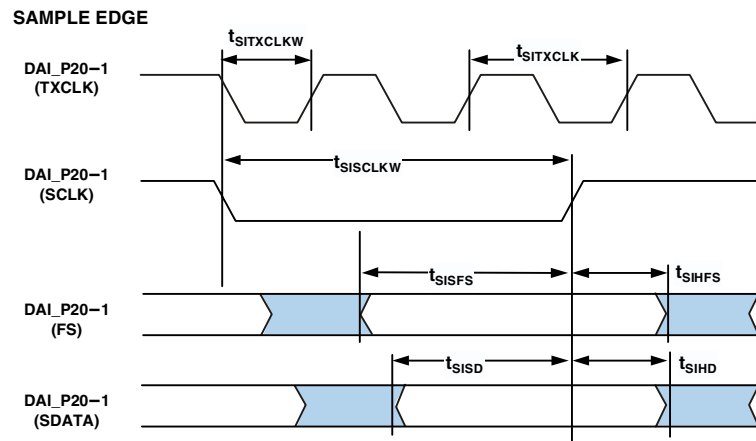 SAMPLE EDGE
tSITXCLKW
tSITXCLK
DAI_P20–1
(TXCLK)
tSISCLKW
DAI_P20–1
(SCLK)
tSISFS
tSIHFS
DAI_P20–1
(FS)
tSISD
tSIHD
DAI_P20–1
(SDATA)